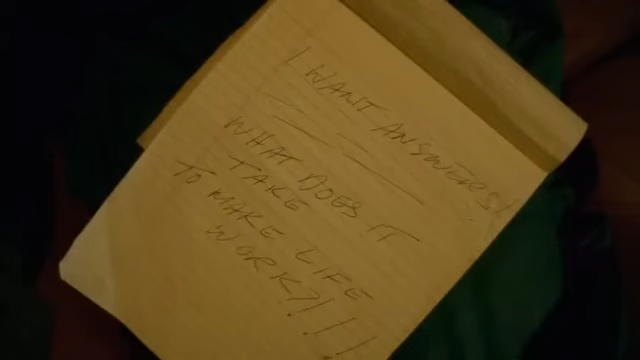 I WANT ANSWERS!
WHAT DOES IT
TAKE
TO MAKE LIFE
WORK?!!!